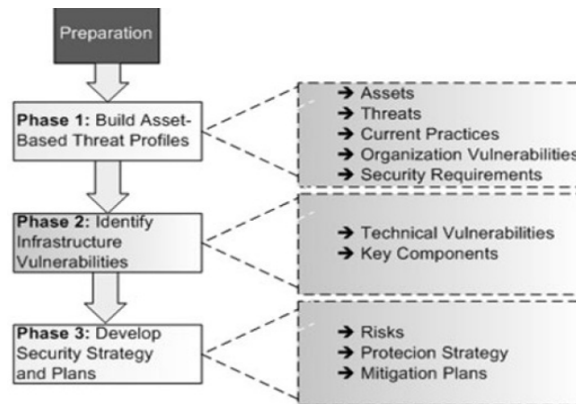 Preparation
Phase 1: Build Asset-
Based Threat Profiles
→ Assets
→ Threats
→ Current Practices
→ Organization Vulnerabilities
→ Security Requirements
Phase 2: Identify
Infrastructure
Vulnerabilities
→ Technical Vulnerabilities
→ Key Components
Phase 3: Develop
Security Strategy
and Plans
→ Risks
→ Protecion Strategy
→ Mitigation Plans